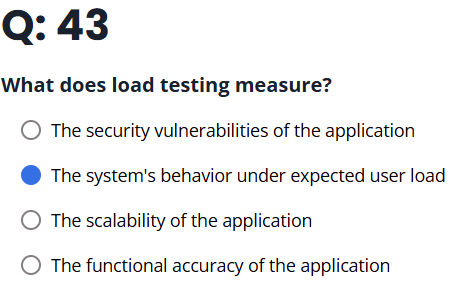 Q: 43
What does load testing measure?
The security vulnerabilities of the application
The system's behavior under expected user load
The scalability of the application
The functional accuracy of the application